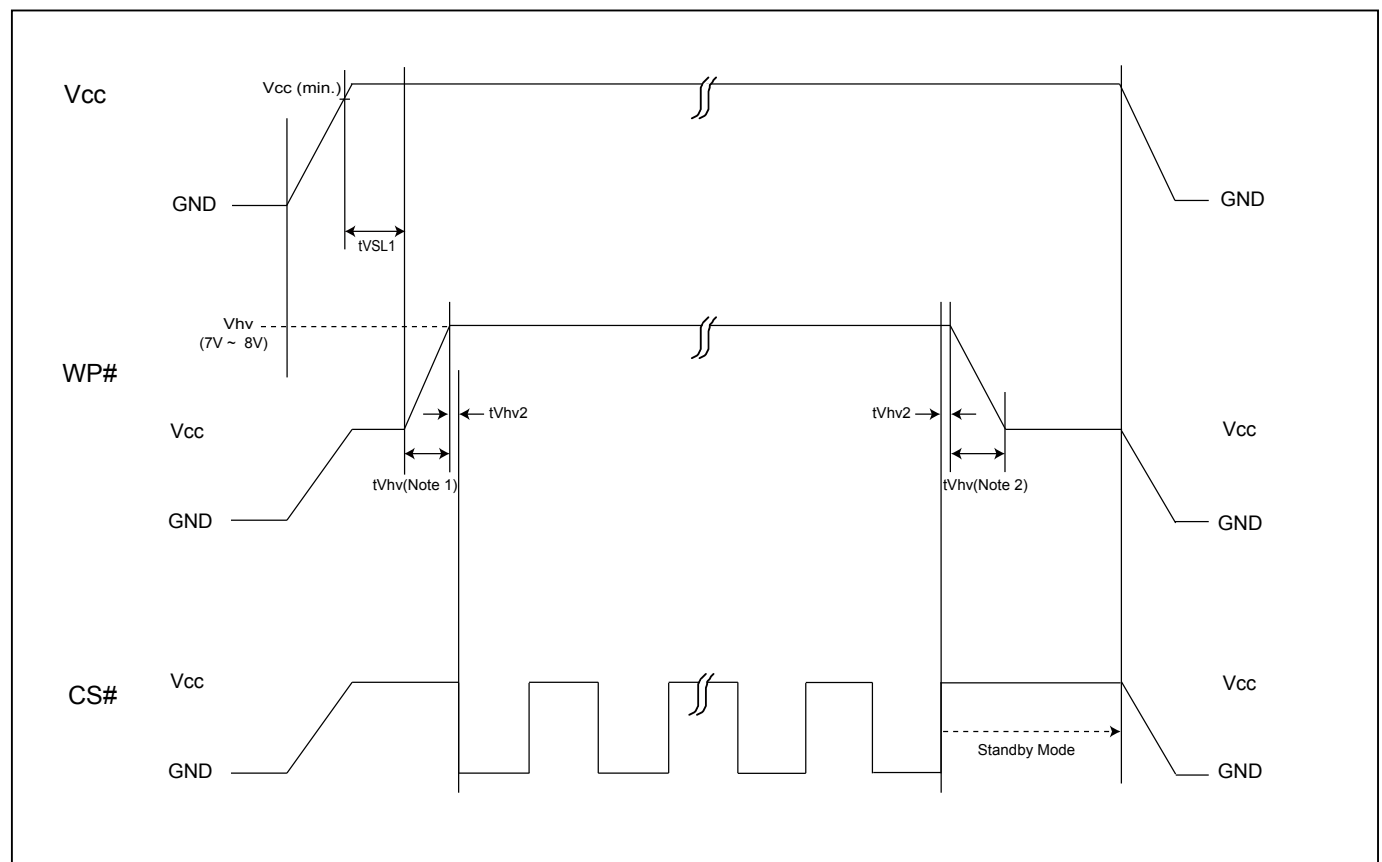 Vcc
Vcc (min.)
GND
GND
tVSL1
Vhv
(7V ~ 8V)
WP#
tVhv2
tVhv2
Vcc
Vcc
tVhv(Note 1)
tVhv(Note 2)
GND
GND
CS#
Vcc
Vcc
Standby Mode
GND
GND